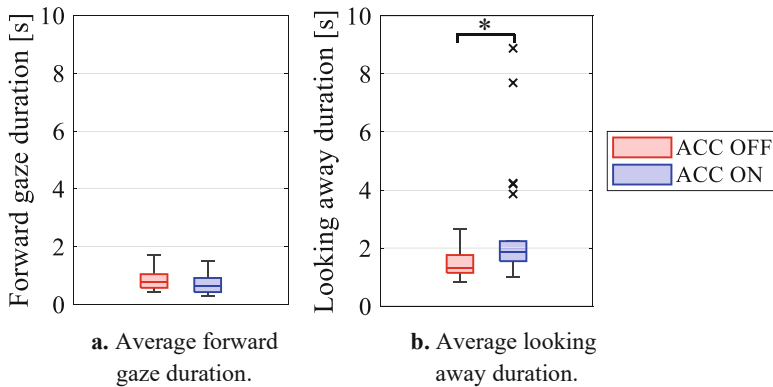 Forward gaze duration [s]
10
8
6
4
2
0
a. Average forward
gaze duration.
Looking away duration [s]
10
8
6
4
2
0
*
b. Average looking
away duration.
ACC OFF
ACC ON